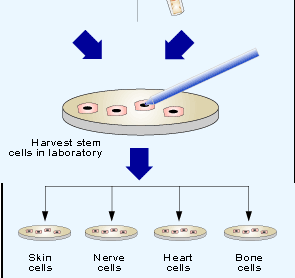 Harvest stem
cells in laboratory
Skin
cells
Nerve
cells
Heart
cells
Bone
cells